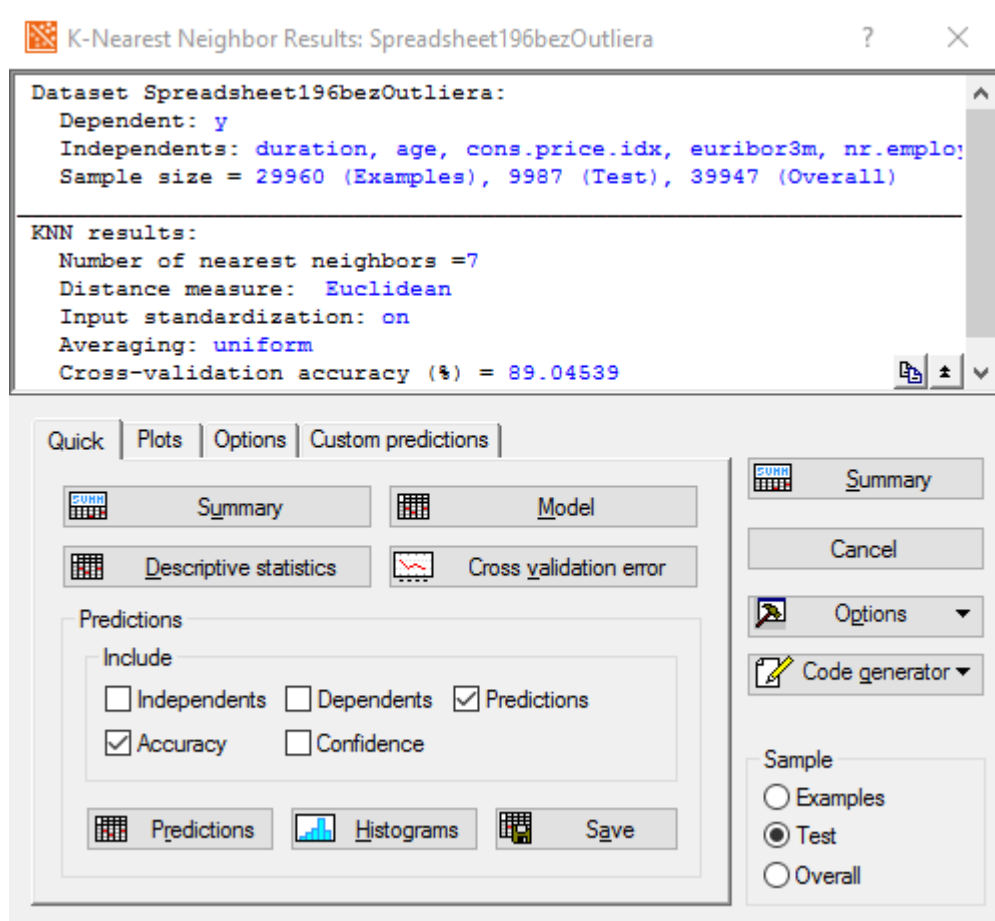 K-Nearest Neighbor Results: Spreadsheet196bezOutliera ?
Dataset Spreadsheet196bezOutliera:
Dependent: y
Independents: duration, age, cons.price.idx, euribor3m, nr.employ
Sample size = 29960 (Examples), 9987 (Test), 39947 (Overall)
KNN results:
Number of nearest neighbors =7
Distance measure: Euclidean
Input standardization: on
Averaging: uniform
Cross-validation accuracy (%) = 89.04539
Quick Plots Options Custom predictions
Summary Model
Descriptive statistics Cross validation error
Predictions
Include
Independents Dependents Predictions
Accuracy Confidence
Predictions Histograms Save
Summary
Cancel
Options
Code generator
Sample
Examples
Test
Overall